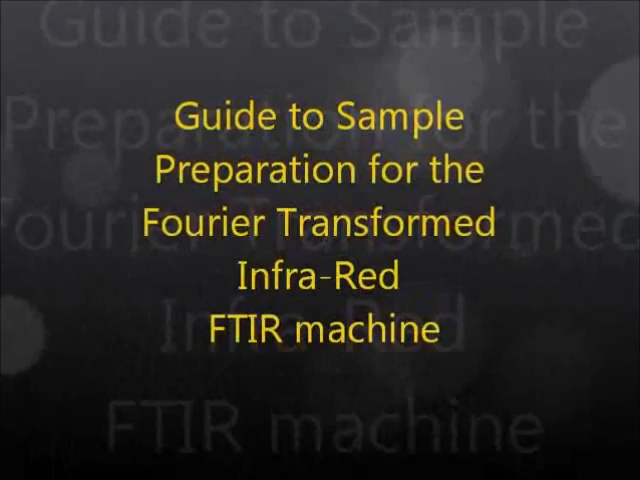 Guide to Sample
Preparation for the
Fourier Transformed
Infra-Red
FTIR machine